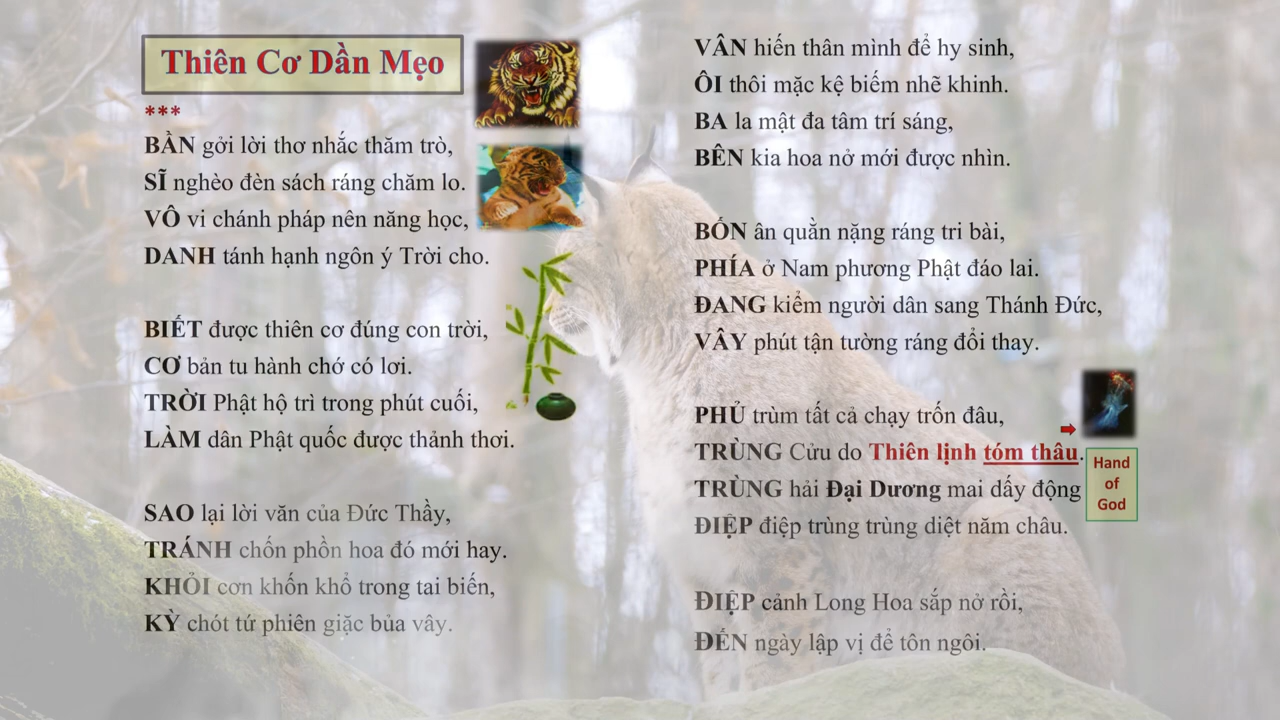 Thiên Cơ Dần Mẹo
***
BẦN gởi lời thơ nhắc thăm trò,
SĨ nghèo đèn sách ráng chăm lo.
VÔ vi chánh pháp nên năng học,
DANH tánh hạnh ngôn ý Trời cho.
BIẾT được thiên cơ đúng con trời,
CƠ bản tu hành chớ có lơi.
TRỜI Phật hộ trì trong phút cuối,
LÀM dân Phật quốc được thảnh thơi.
SAO lại lời văn của Đức Thầy,
TRÁNH chốn phồn hoa đó mới hay.
KHỎI cơn khốn khổ trong tai biến,
KỲ chót tứ phiên giặc bủa vây.
VÂN hiến thân mình để hy sinh,
ÔI thôi mặc kệ biếm nhẽ khinh.
BA la mật đa tâm trí sáng,
BÊN kia hoa nở mới được nhìn.
BỐN ân quằn nặng ráng tri bài,
PHÍA ở Nam phương Phật đáo lai.
ĐANG kiểm người dân sang Thánh Đức,
VÂY phút tận tường ráng đổi thay.
PHỦ trùm tất cả chạy trốn đâu,
TRÙNG Cửu do Thiên lịnh tóm thâu.
TRÙNG hải Đại Dương mai dấy động
ĐIỆP điệp trùng trùng diệt năm châu.
ĐIỆP cảnh Long Hoa sắp nở rồi,
ĐẾN ngày lập vị để tôn ngôi.
Hand
of
God